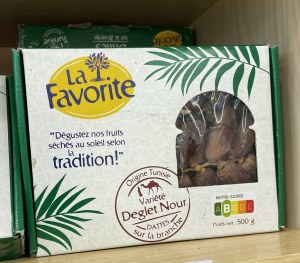 La
Favorite
"Dégustez nos fruits
séchés au soleil selon
la
tradition!"
Origine Tunisie
Variété
Deglet Nour
DATTES
sur la branche
NUTRI-SCORE
A B C D E
Poids net: 500 g
Tunisie